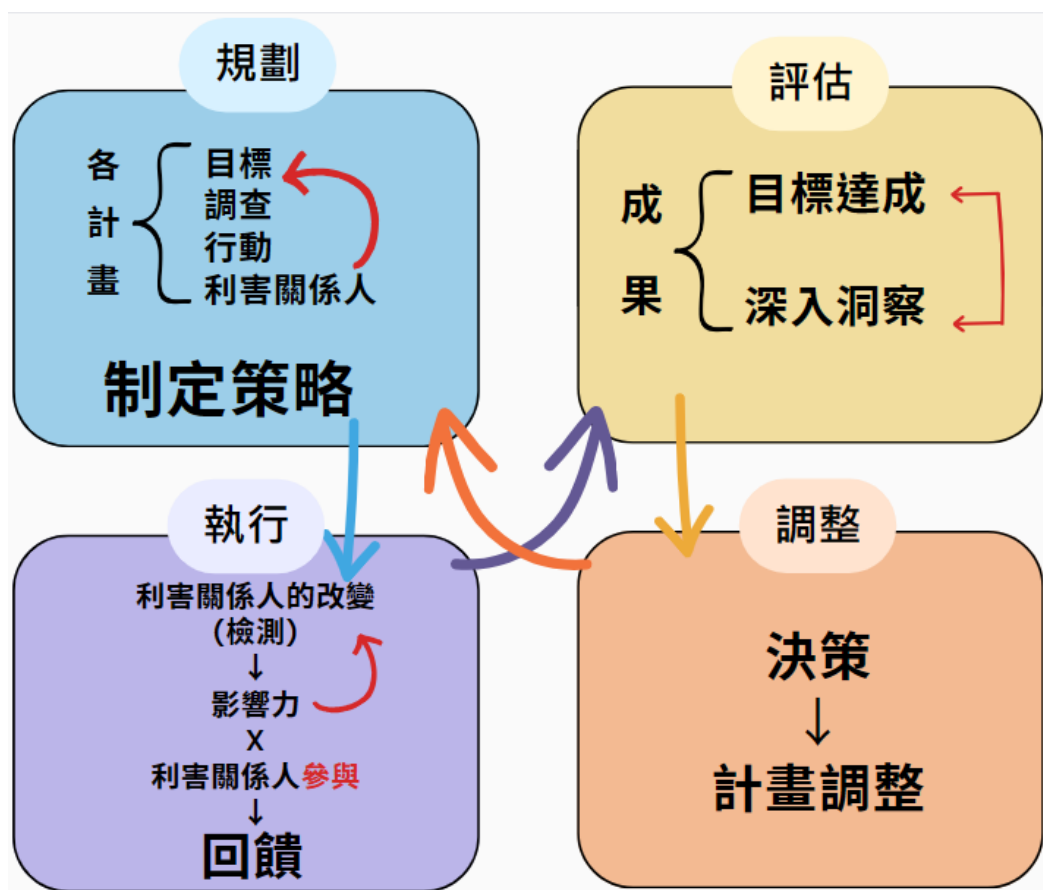 規劃
各
計
畫
目標
調查
行動
利害關係人
制定策略
評估
成
果
目標達成
深入洞察
執行
利害關係人的改變
(檢測)
↓
影響力
X
利害關係人參與
↓
回饋
調整
決策
↓
計畫調整